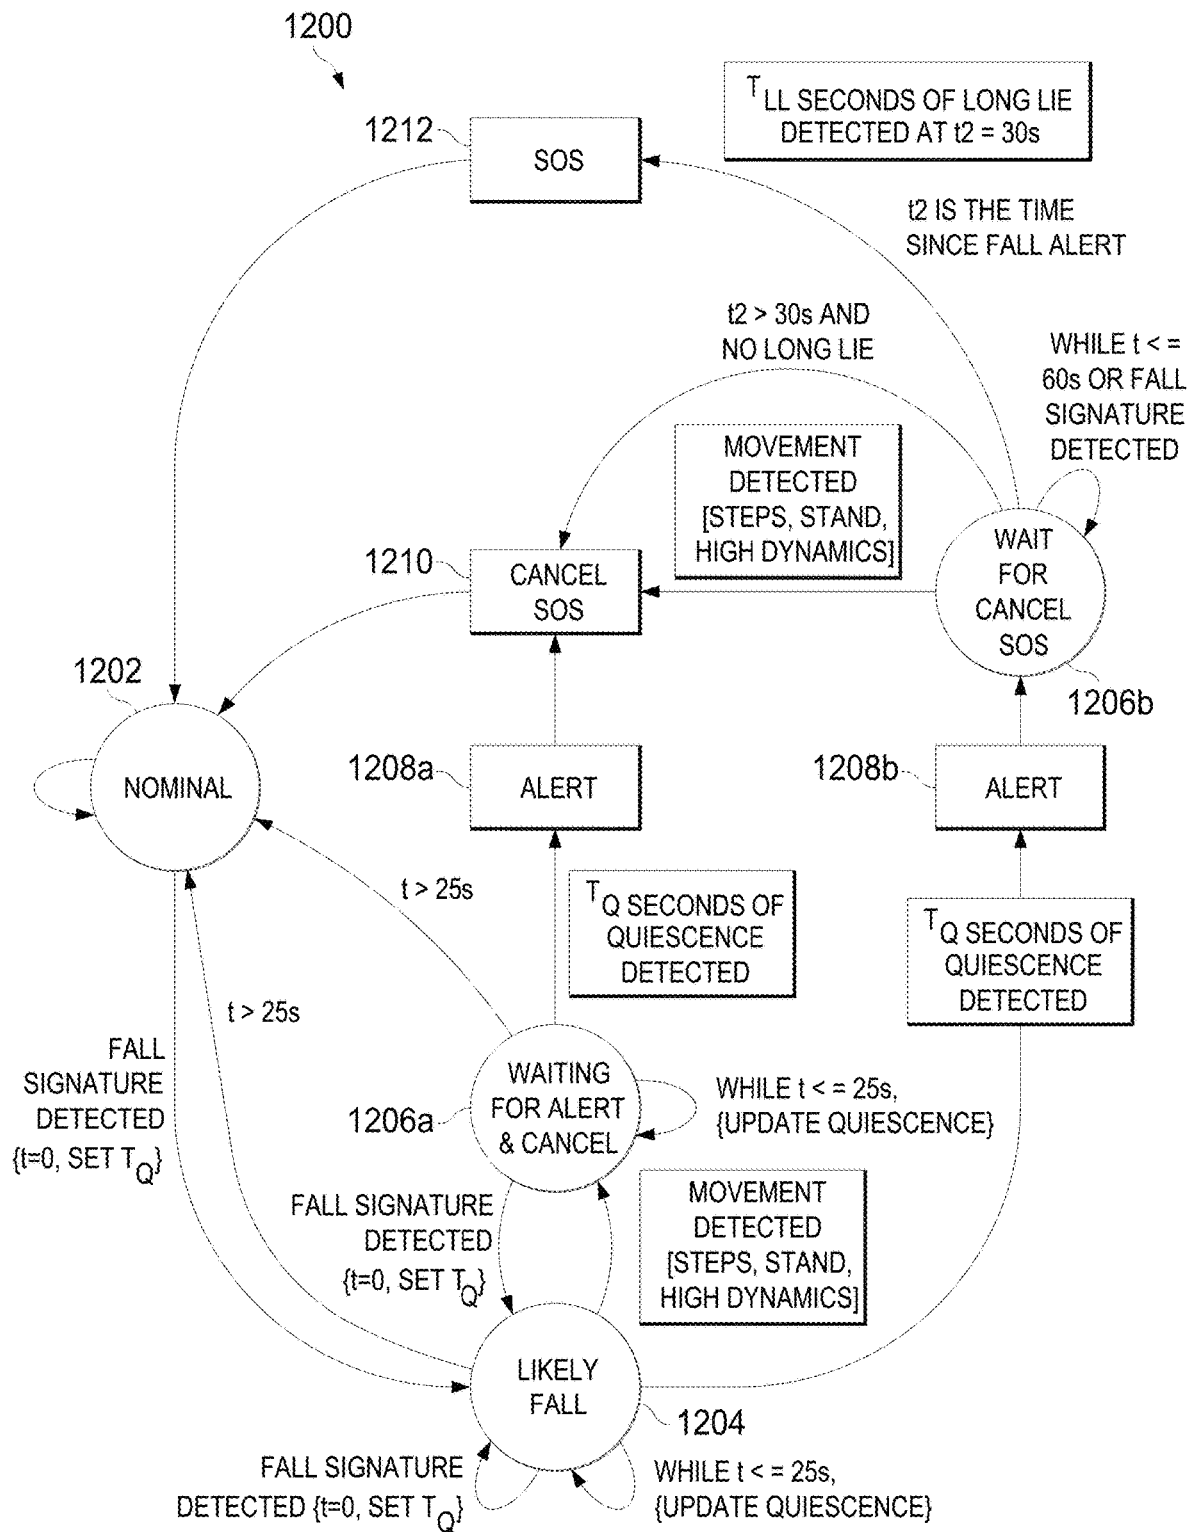 1200
T LL SECONDS OF LONG LIE
DETECTED AT t2 = 30s
1212
SOS
t2 IS THE TIME
SINCE FALL ALERT
t2 > 30s AND
NO LONG LIE
WHILE t < =
60s OR FALL
SIGNATURE
DETECTED
MOVEMENT
DETECTED
[STEPS, STAND,
HIGH DYNAMICS]
1210
CANCEL
SOS
WAIT
FOR
CANCEL
SOS
1206b
1202
NOMINAL
1208a
ALERT
1208b
ALERT
t > 25s
TQ SECONDS OF
QUIESCENCE
DETECTED
TQ SECONDS OF
QUIESCENCE
DETECTED
t > 25s
FALL
SIGNATURE
DETECTED
{t=0, SET TQ}
1206a
WAITING
FOR ALERT
& CANCEL
WHILE t < = 25s,
{UPDATE QUIESCENCE}
FALL SIGNATURE
DETECTED
{t=0, SET TQ}
MOVEMENT
DETECTED
[STEPS, STAND,
HIGH DYNAMICS]
LIKELY
FALL
1204
FALL SIGNATURE
DETECTED {t=0, SET TQ}
WHILE t < = 25s,
{UPDATE QUIESCENCE}